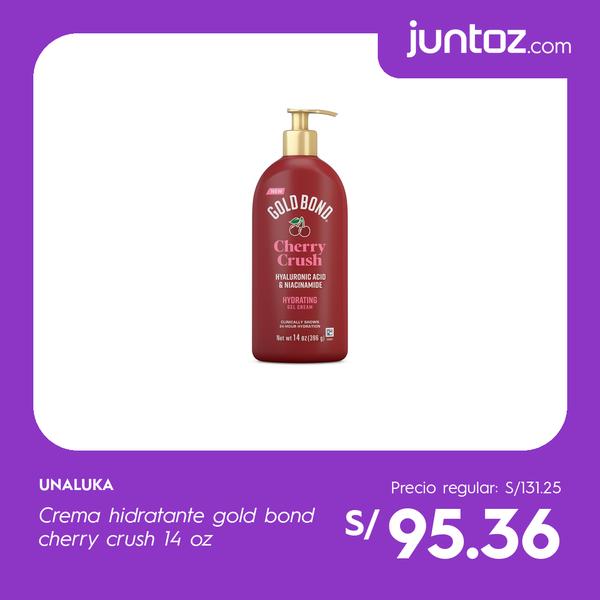 juntoz.com
NEW
GOLD BOND®
Cherry
Crush
HYALURONIC ACID
& NIACINAMIDE
HYDRATING
GEL CREAM
CLINICALLY SHOWN
24-HOUR HYDRATION
Net wt 14 oz (396 g)
UNALUKA
Crema hidratante gold bond
cherry crush 14 oz
Precio regular: S/131.25
S/ 95.36